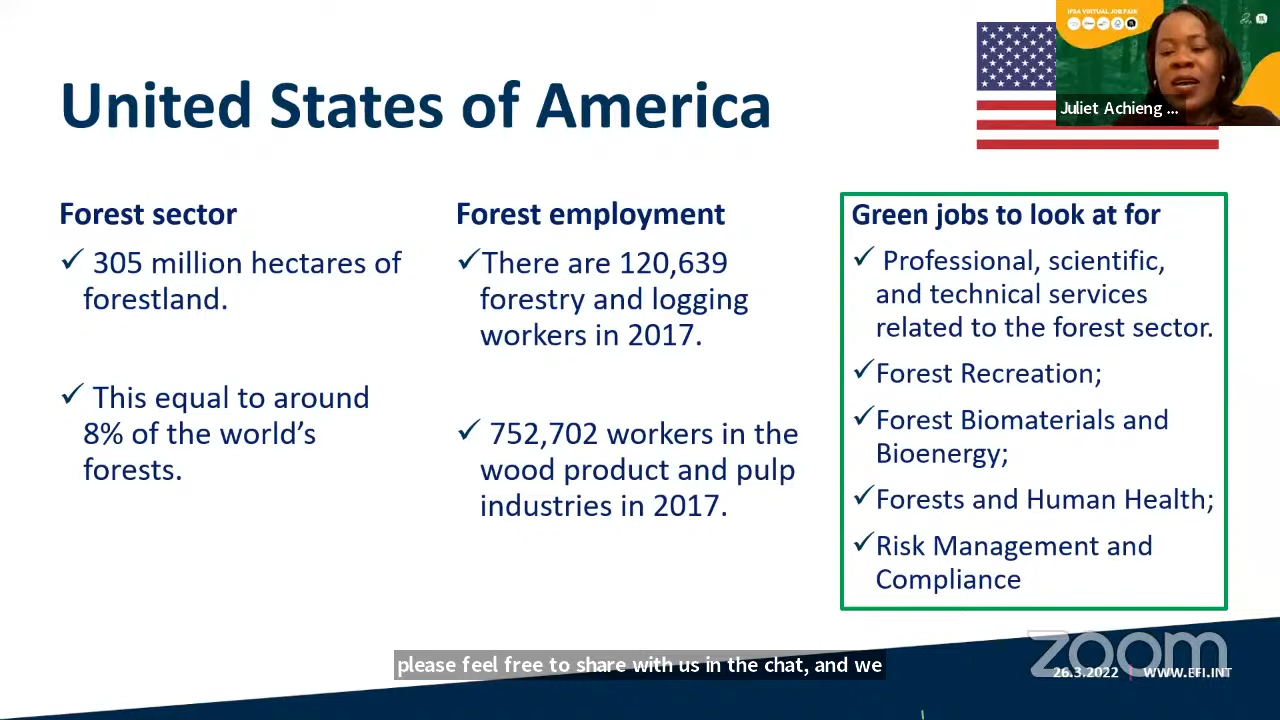 IFSA VIRTUAL JOB FAIR
Juliet Achieng ...
United States of America
Forest sector
✓ 305 million hectares of
forestland.
✓ This equal to around
8% of the world's
forests.
Forest employment
✓There are 120,639
forestry and logging
workers in 2017.
✓ 752,702 workers in the
wood product and pulp
industries in 2017.
Green jobs to look at for
✓ Professional, scientific,
and technical services
related to the forest sector.
✓Forest Recreation;
✓Forest Biomaterials and
Bioenergy;
✓Forests and Human Health;
✓Risk Management and
Compliance
please feel free to share with us in the chat, and we
zoom
26.3.2022 | WWW.EFI.INT